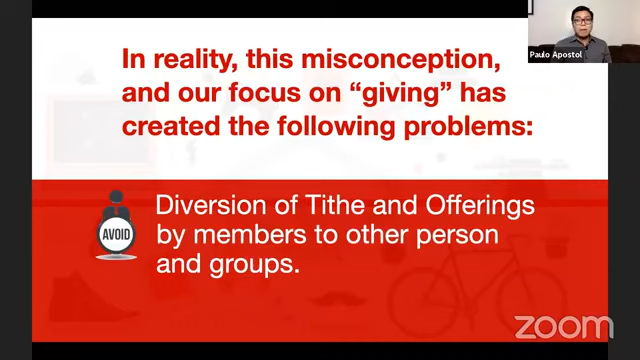 In reality, this misconception,
and our focus on “giving” has
created the following problems:
Paulo Apostol
AVOID
Diversion of Tithe and Offerings
by members to other person
and groups.
zoom